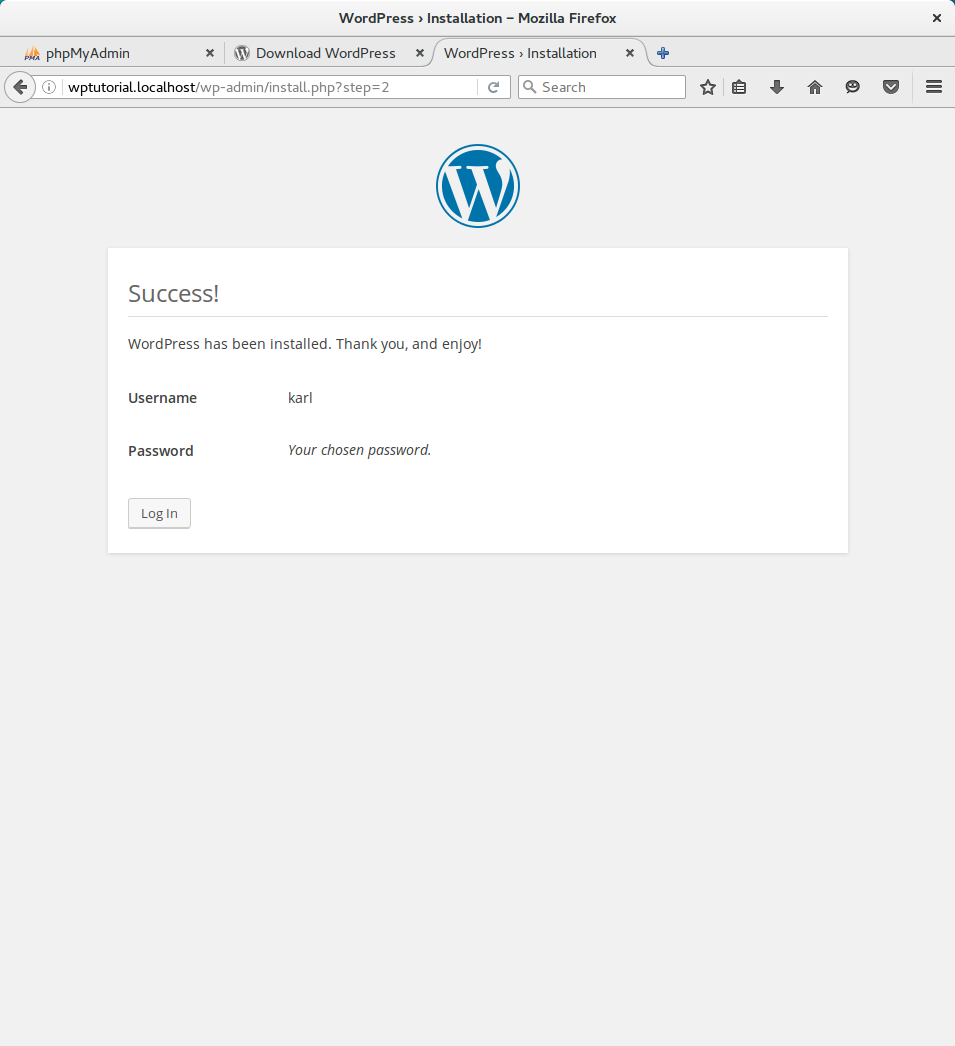 WordPress › Installation – Mozilla Firefox
phpMyAdmin
Download WordPress
WordPress › Installation
wptutorial.localhost/wp-admin/install.php?step=2
Search
W
Success!
WordPress has been installed. Thank you, and enjoy!
Username karl
Password Your chosen password.
Log In